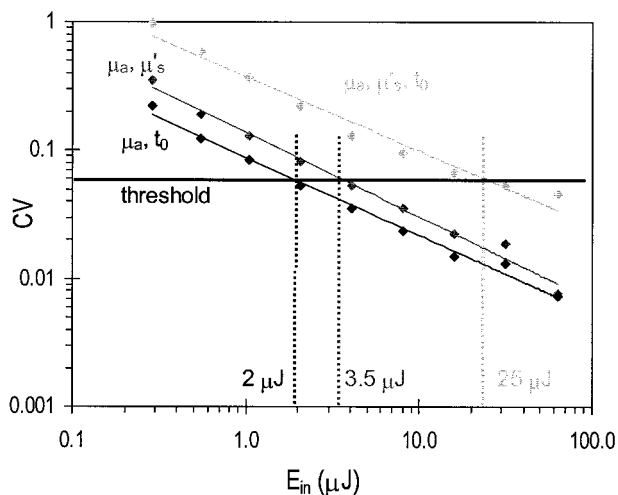 1
μa, μ's
μa, μ's, t0
μa, t0
0.1
threshold
CV
0.01
2 μJ
3.5 μJ
25 μJ
0.001
0.1
1.0
10.0
100.0
Ein (μJ)